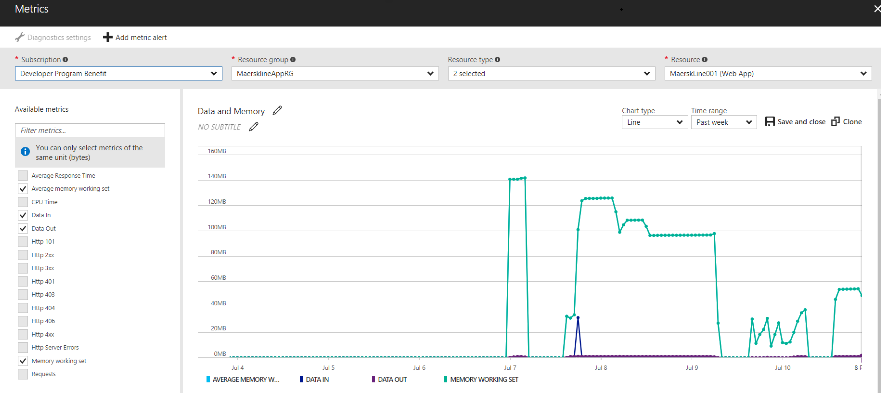 Metrics
Diagnostics settings
Add metric alert
* Subscription
* Resource group
Resource type
* Resource
Developer Program Benefit
MaersklineAppRG
2 selected
MaerskLine001 (Web App)
Available metrics
Filter metrics...
You can only select metrics of the
same unit (bytes)
Average Response Time
Average memory working set
CPU Time
Data In
Data Out
Http 101
Http 2xx
Http 3xx
Http 401
Http 403
Http 404
Http 406
Http 4xx
Http Server Errors
Memory working set
Requests
Data and Memory
NO SUBTITLE
Chart type
Line
Time range
Past week
Save and close
Clone
160MB
140MB
120MB
100MB
80MB
60MB
40MB
20MB
0MB
Jul 4
Jul 5
Jul 6
Jul 7
Jul 8
Jul 9
Jul 10
8 P
AVERAGE MEMORY W...
DATA IN
DATA OUT
MEMORY WORKING SET